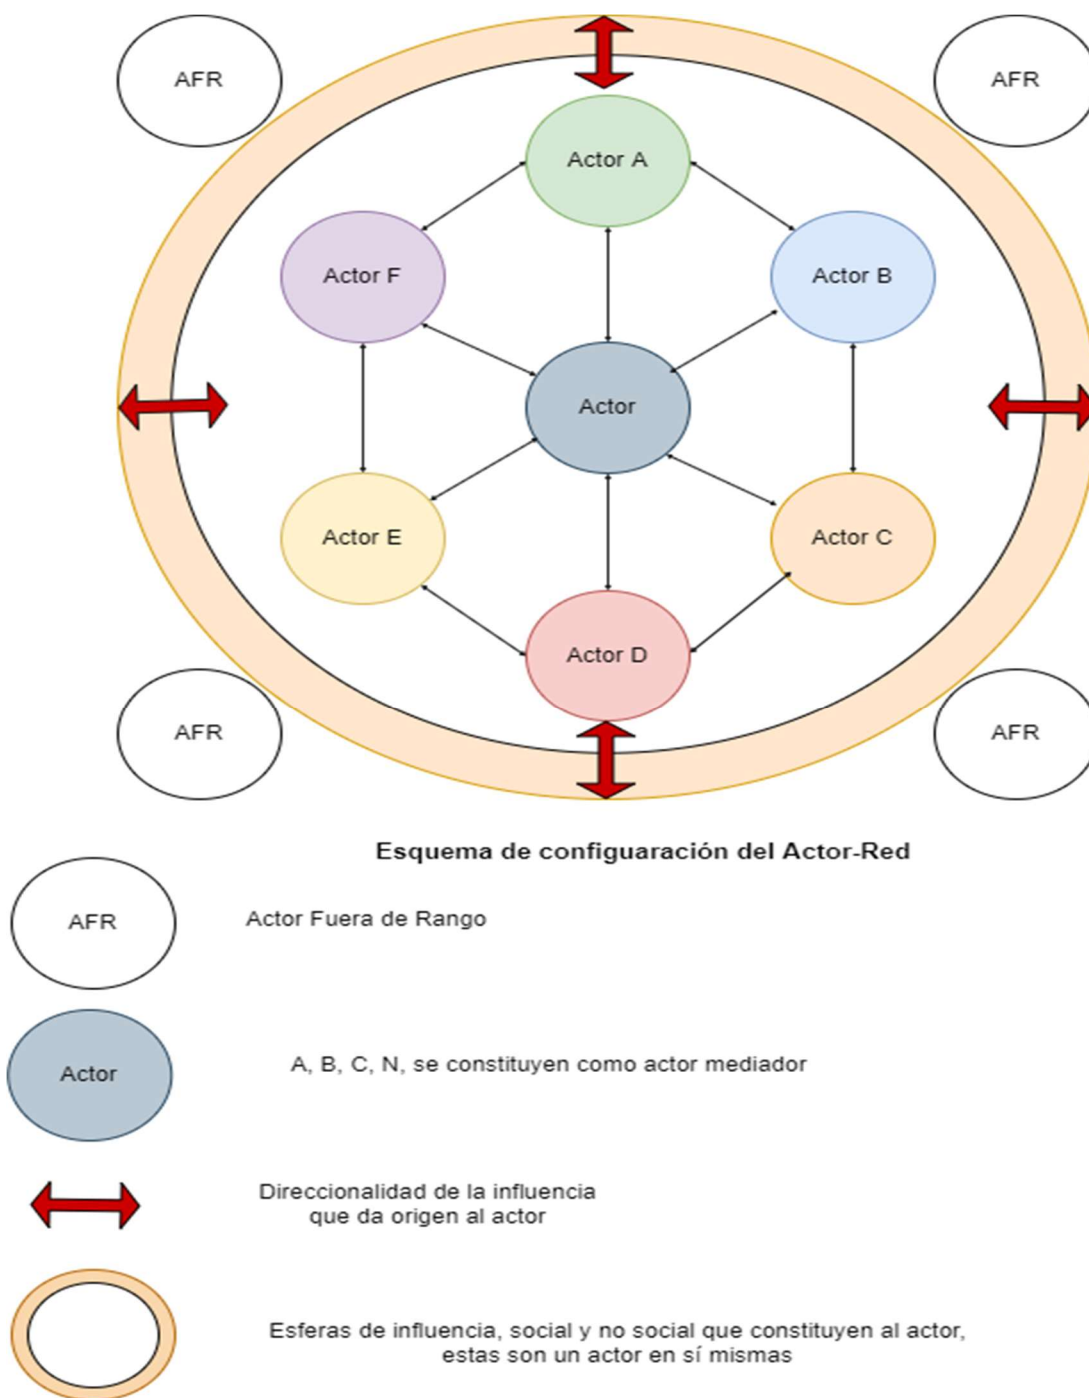 AFR
AFR
Actor A
Actor F
Actor B
Actor
Actor E
Actor C
Actor D
AFR
AFR
Esquema de configuaración del Actor-Red
AFR
Actor Fuera de Rango
Actor
A, B, C, N, se constituyen como actor mediador
Direccionalidad de la influencia
que da origen al actor
Esferas de influencia, social y no social que constituyen al actor,
estas son un actor en sí mismas